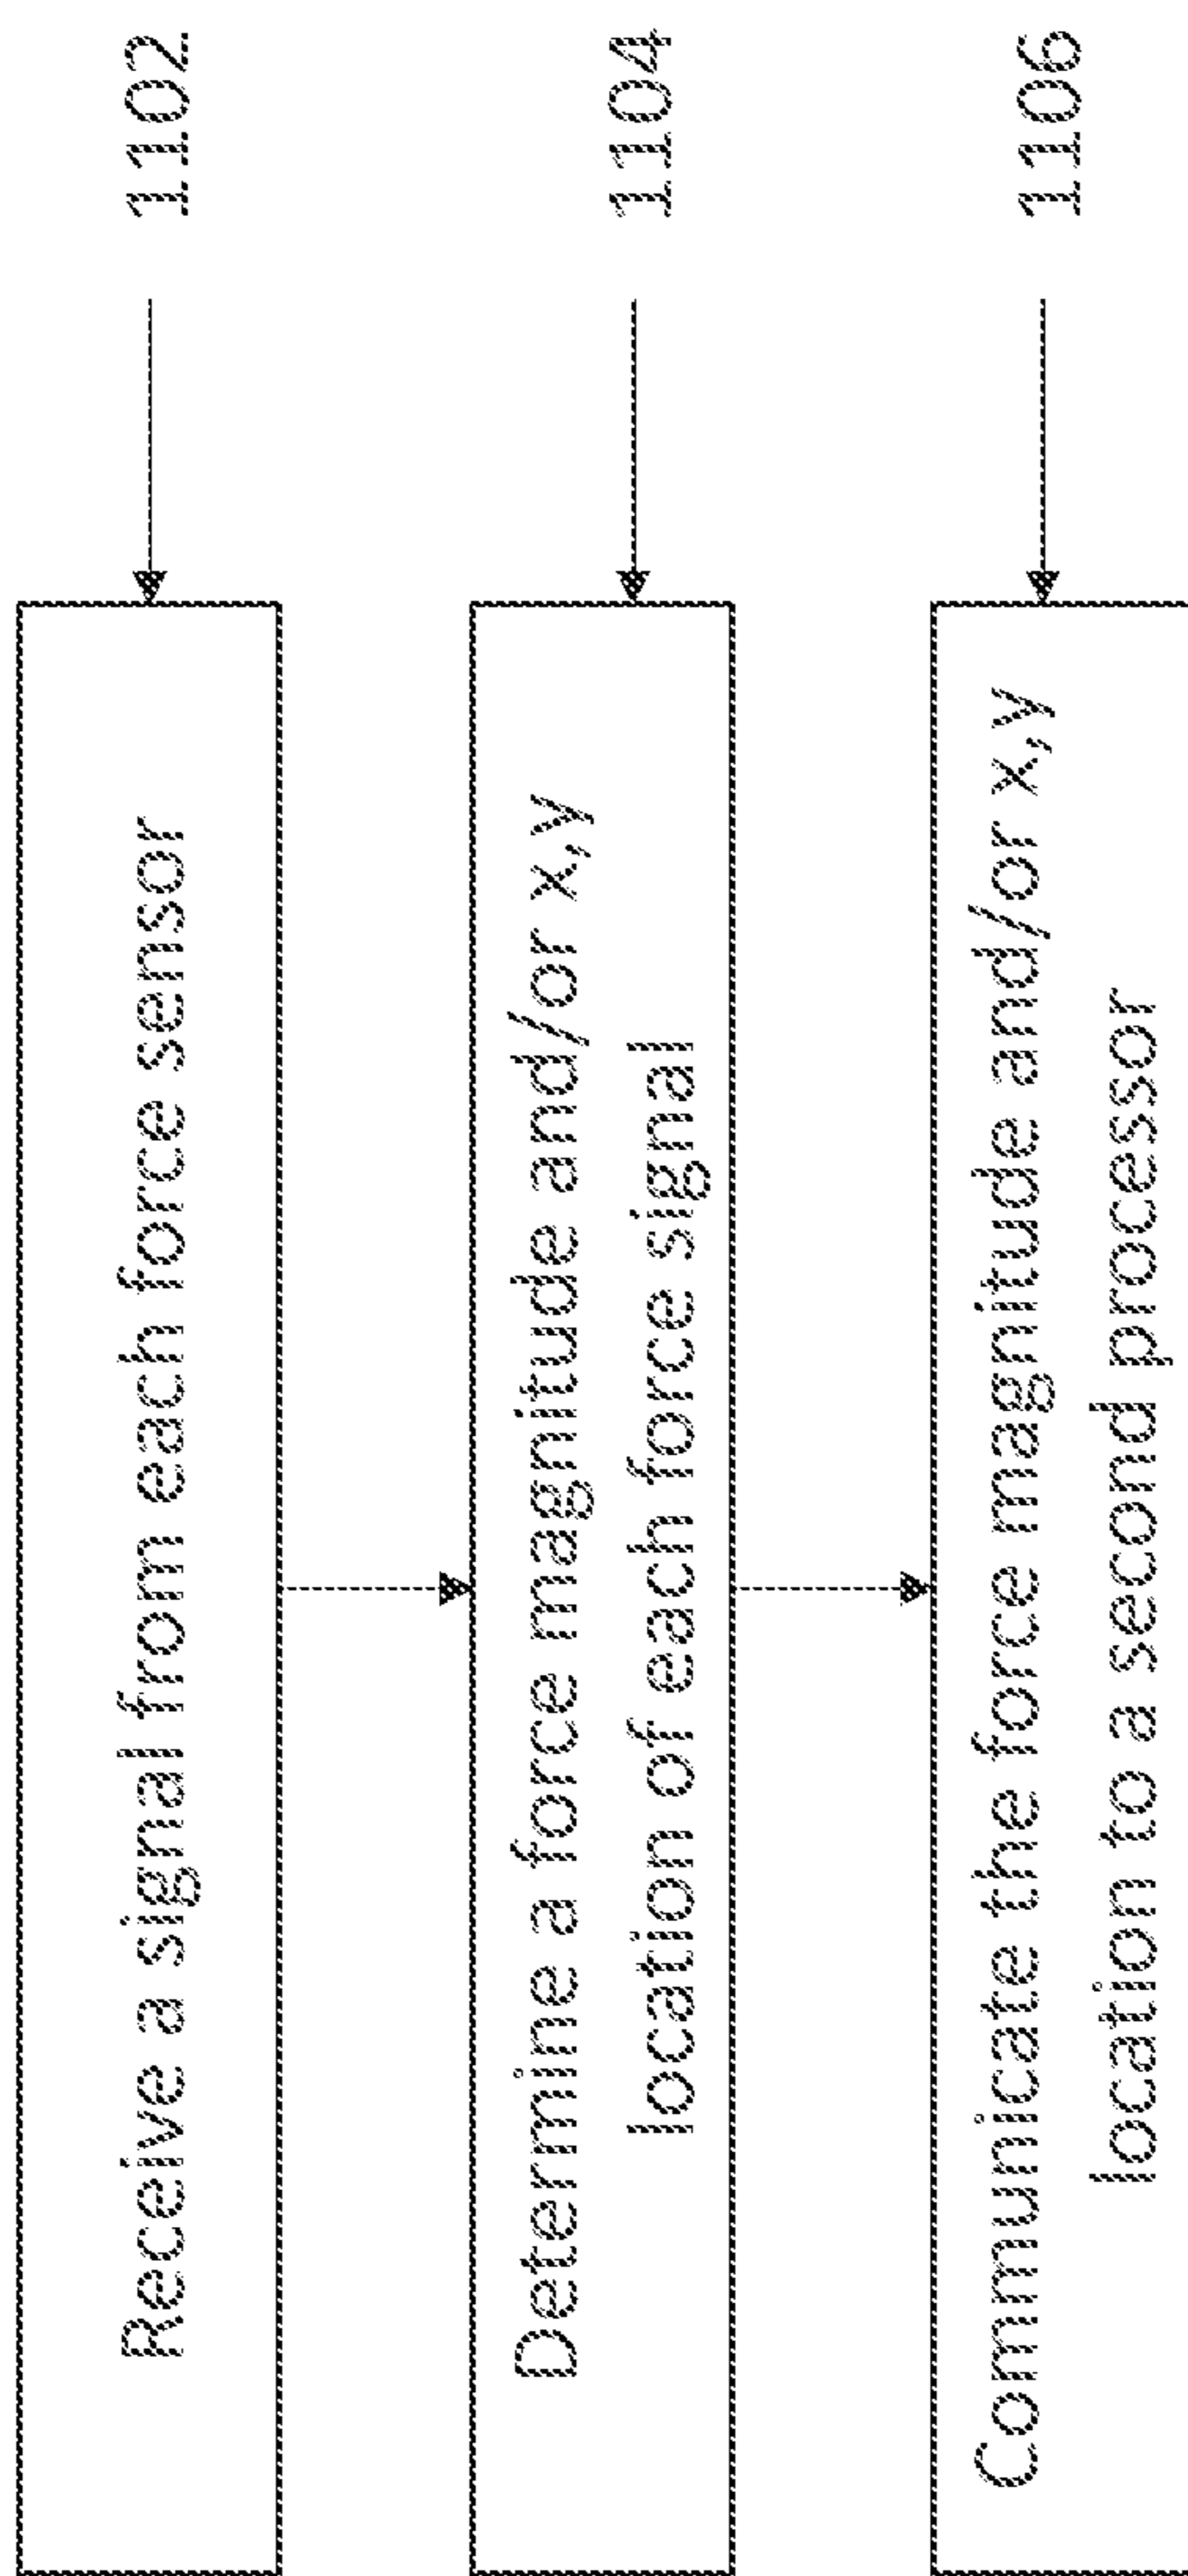 Receive a signal from each force sensor
1102
Determine a force magnitude and/or x,y
location of each force signal
1104
Communicate the force magnitude and/or x,y
location to a second processor
1106